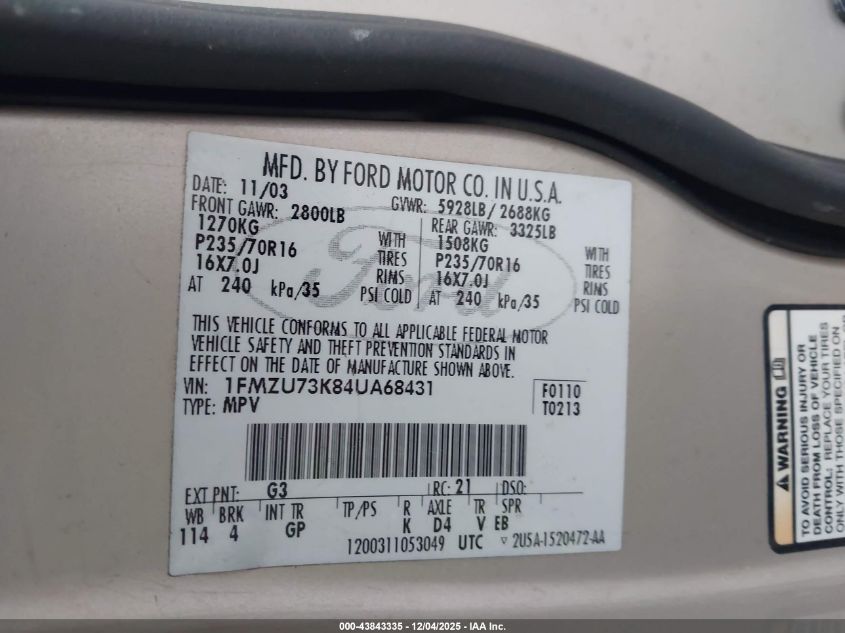 MFD. BY FORD MOTOR CO. IN U.S.A.
DATE: 11/03 GVWR: 5928LB/2688KG
FRONT GAWR: 2800LB REAR GAWR: 3325LB
1270KG WITH 1508KG WITH
P235/70R16 TIRES P235/70R16 TIRES
16X7.0J RIMS 16X7.0J RIMS
AT 240 kPa/35 PSI COLD AT 240 kPa/35 PSI COLD
THIS VEHICLE CONFORMS TO ALL APPLICABLE FEDERAL MOTOR
VEHICLE SAFETY AND THEFT PREVENTION STANDARDS IN
EFFECT ON THE DATE OF MANUFACTURE SHOWN ABOVE.
VIN: 1FMZU73K84UA68431 F0110
TYPE: MPV T0213
EXT PNT: G3 RC: 21 DSO:
WB BRK INT TR TP/PS R AXLE TR SPR
114 4 GP K D4 V EB
1200311053049 UTC ▽ 2U5A-1520472-AA
Ford
WARNING
TO AVOID SERIOUS INJURY OR
DEATH FROM LOSS OF VEHICLE
CONTROL: REPLACE YOUR TIRES
ONLY WITH THOSE SPECIFIED ON
000-43843335 - 12/04/2025 - IAA Inc.